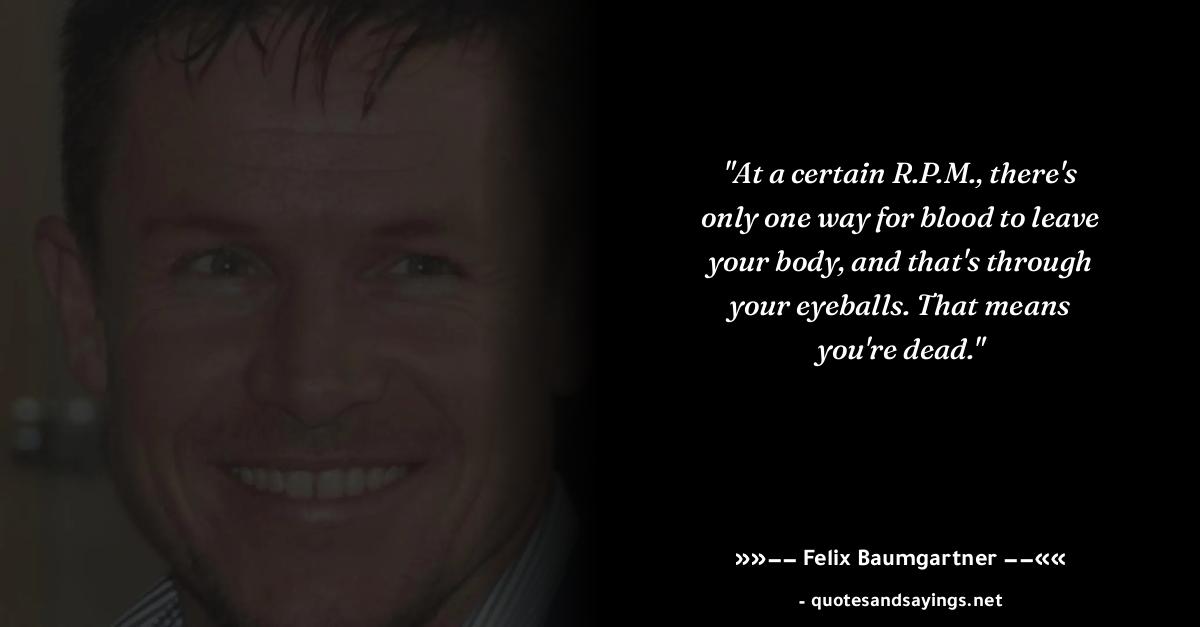 "At a certain R.P.M., there's
only one way for blood to leave
your body, and that's through
your eyeballs. That means
you're dead."
»»-- Felix Baumgartner --««
- quotesandsayings.net